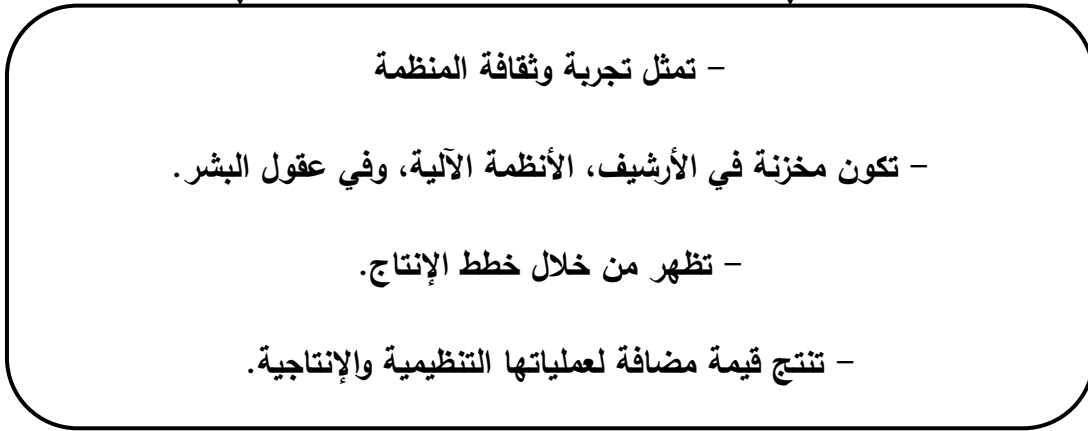 – تمثل تجربة وثقافة المنظمة
– تكون مخزنة في الأرشيف، الأنظمة الآلية، وفي عقول البشر.
– تظهر من خلال خطط الإنتاج.
– تنتج قيمة مضافة لعملياتها التنظيمية والإنتاجية.